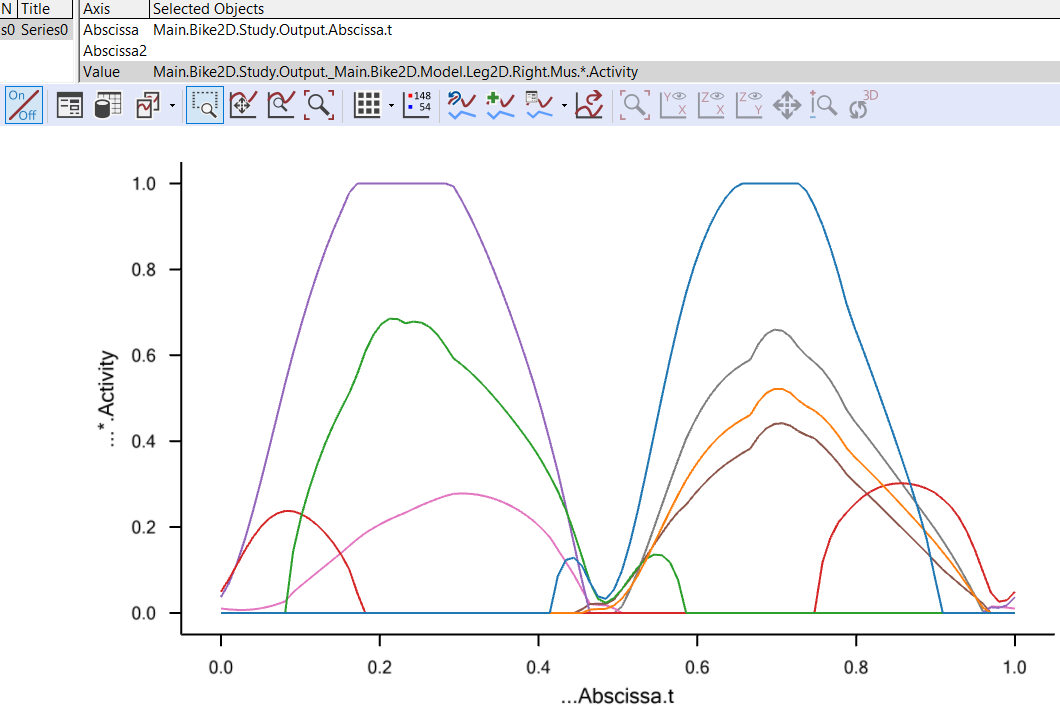 N Title Axis Selected Objects
s0 Series0 Abscissa Main.Bike2D.Study.Output.Abscissa.t
Abscissa2
Value Main.Bike2D.Study.Output._Main.Bike2D.Model.Leg2D.Right.Mus.*.Activity
On Off 148 54 Y X Z X Z Y 3D
1.0
0.8
0.6
0.4
0.2
0.0
...*.Activity
0.0 0.2 0.4 0.6 0.8 1.0
...Abscissa.t